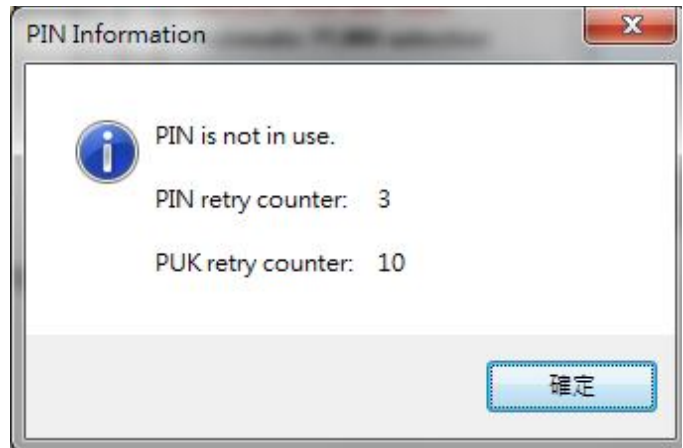 PIN Information
PIN is not in use.
PIN retry counter: 3
PUK retry counter: 10
確定